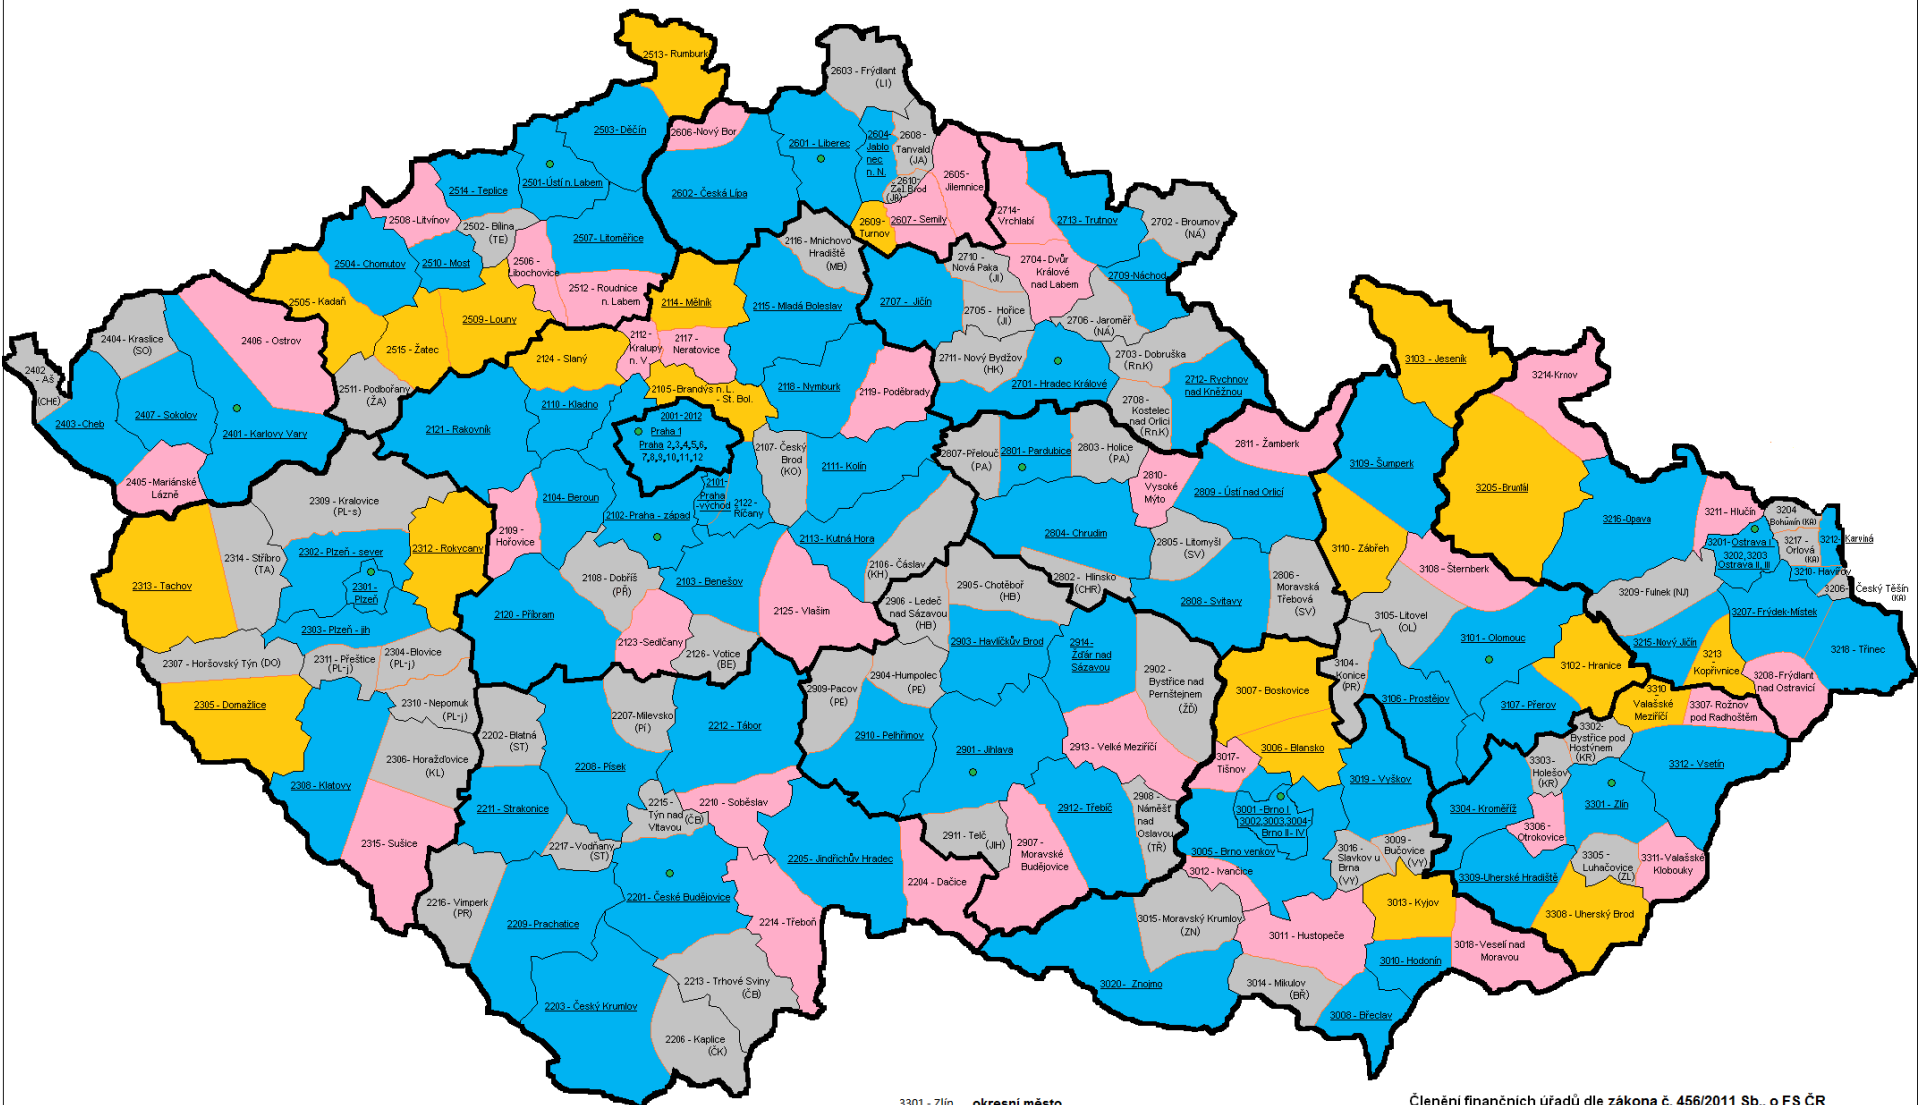 2513 - Rumburk
2603 - Frýdlant
(LI)
2503 - Děčín
2606 - Nový Bor
2601 - Liberec
2604-
Jablo
nec
n. N.
2608 -
Tanvald
(JA)
2610-
Žel.Brod
(JA)
2605 -
Jilemnice
2514 - Teplice
2501- Ústí n. Labem
2602 - Česká Lípa
2609-
Turnov
2607 - Semily
2714-
Vrchlabí
2713 - Trutnov
2702 - Broumov
(NÁ)
2508 - Litvínov
2502 - Bílina
(TE)
2507 - Litoměřice
2116 - Mnichovo
Hradiště
(MB)
2504 - Chomutov
2510 - Most
2506 -
Libochovice
2512 - Roudnice
n. Labem
2710 -
Nová Paka
(JI)
2704 - Dvůr
Králové
nad Labem
2709-Náchod
2505 - Kadaň
2509 - Louny
2114 - Mělník
2115 - Mladá Boleslav
2707 - Jičín
2705 - Hořice
(JI)
2706 - Jaroměř
(NÁ)
2404 - Kraslice
(SO)
2406 - Ostrov
2515 - Žatec
2124 - Slaný
2112 -
Kralupy
n. V.
2117 -
Neratovice
2711 - Nový Bydžov
(HK)
2703 - Dobruška
(Rn.K)
3103 - Jeseník
2402
- Aš
(CHE)
2511 - Podbořany
(ŽA)
2105 - Brandýs n. L.
- St. Bol.
2118 - Nymburk
2119 - Poděbrady
2701 - Hradec Králové
2712 - Rychnov
nad Kněžnou
3214-Krnov
2403 - Cheb
2407 - Sokolov
2401 - Karlovy Vary
2121 - Rakovník
2110 - Kladno
2001 - 2012
Praha 1
Praha 2,3,4,5,6,
7,8,9,10,11,12
2708 -
Kostelec
nad Orlicí
(Rn.K)
2107 - Český
Brod
(KO)
2111 - Kolín
2807-Přelouč
(PA)
2801 - Pardubice
2803 - Holice
(PA)
2811 - Žamberk
3109 - Šumperk
2405 - Mariánské
Lázně
2309 - Kralovice
(PL-s)
2104 - Beroun
2101-
Praha
-východ
2122 -
Říčany
2810 -
Vysoké
Mýto
2809 - Ústí nad Orlicí
3205 - Bruntál
2102 - Praha - západ
2109 -
Hořovice
2113 - Kutná Hora
2804 - Chrudim
2805 - Litomyšl
(SV)
3110 - Zábřeh
3216 - Opava
3211 - Hlučín
3204 -
Bohumín (KA)
3201- Ostrava I
3202, 3203
Ostrava II, III
3217 -
Orlová
(KA)
3212- Karviná
3210- Havířov
3206- Český Těšín
(KA)
2314 - Stříbro
(TA)
2302 - Plzeň - sever
2312 - Rokycany
2313 - Tachov
2301 -
Plzeň
2108 - Dobříš
(PŘ)
2103 - Benešov
2106 - Čáslav
(KH)
2905 - Chotěboř
(HB)
2802 - Hlinsko
(CHR)
2806 -
Moravská
Třebová
(SV)
3108 - Šternberk
3209 - Fulnek (NJ)
2120 - Příbram
2125 - Vlašim
2906 - Ledeč
nad Sázavou
(HB)
2808 - Svitavy
3105 - Litovel
(OL)
3207 - Frýdek-Místek
2303 - Plzeň - jih
2123 - Sedlčany
2126 - Votice
(BE)
2903 - Havlíčkův Brod
2914 -
Žďár nad
Sázavou
3101 - Olomouc
3215-Nový Jičín
3213
-
Kopřivnice
3218 - Třinec
2307 - Horšovský Týn (DO)
2311 - Přeštice
(PL-j)
2304 - Blovice
(PL-j)
2909 - Pacov
(PE)
2904 - Humpolec
(PE)
2902 -
Bystřice nad
Pernštejnem
(ŽĎ)
3104 -
Konice
(PR)
3102 - Hranice
3208 - Frýdlant
nad Ostravicí
2305 - Domažlice
2310 - Nepomuk
(PL-j)
2202 - Blatná
(ST)
2207 - Milevsko
(PÍ)
2212 - Tábor
3007 - Boskovice
3106 - Prostějov
3107 - Přerov
3310 -
Valašské
Meziříčí
3307- Rožnov
pod Radhoštěm
2306 - Horažďovice
(KL)
2208 - Písek
2910 - Pelhřimov
2901 - Jihlava
2913 - Velké Meziříčí
3017 -
Tišnov
3006 - Blansko
3302-
Bystřice pod
Hostýnem
(KR)
3303 -
Holešov
(KR)
3312 - Vsetín
2308 - Klatovy
2211 - Strakonice
2215 -
Týn nad
Vltavou
(ČB)
2210 - Soběslav
2912 - Třebíč
2908 -
Náměšť
nad
Oslavou
(TŘ)
3019 - Vyškov
3001 - Brno I
3002,3003,3004-
Brno II- IV
3304 - Kroměříž
3301 - Zlín
2315 - Sušice
2217 - Vodňany
(ST)
2205 - Jindřichův Hradec
2911 - Telč
(JIH)
2907 -
Moravské
Budějovice
3005 - Brno venkov
3016 -
Slavkov u
Brna
(VY)
3009 -
Bučovice
(VY)
3306 -
Otrokovice
3305 -
Luhačovice
(ZL)
3311 - Valašské
Klobouky
2216 - Vimperk
(PR)
2201 - České Budějovice
2204 - Dačice
3012 - Ivančice
3309-Uherské Hradiště
2209 - Prachatice
2214 - Třeboň
3015 - Moravský Krumlov
(ZN)
3011 - Hustopeče
3013 - Kyjov
3308 - Uherský Brod
2213 - Trhové Sviny
(ČB)
3018 - Veselí nad
Moravou
3010 - Hodonín
2203 - Český Krumlov
3020 - Znojmo
3014 - Mikulov
(BŘ)
3008 - Břeclav
2206 - Kaplice
(ČK)
3301 - Zlín okresní město
Členění finančních úřadů dle zákona č. 456/2011 Sb., o FS ČR